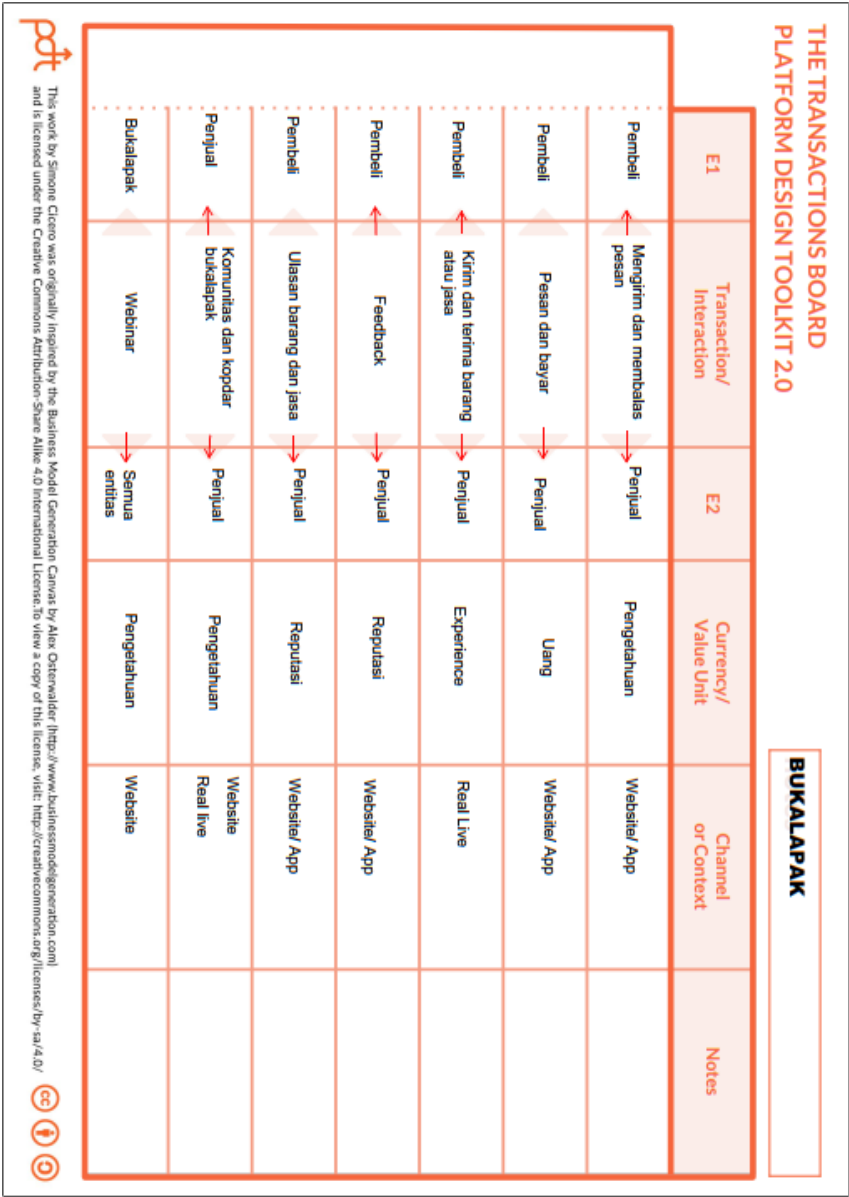 THE TRANSACTIONS BOARD
PLATFORM DESIGN TOOLKIT 2.0
BUKALAPAK
E1
Transaction/
Interaction
E2
Currency/
Value Unit
Channel
or Context
Notes
Pembeli
Mengirim dan membalas
pesan
Penjual
Pengetahuan
Website/ App
Pembeli
Pesan dan bayar
Penjual
Uang
Website/ App
Pembeli
Kirim dan terima barang
atau jasa
Penjual
Experience
Real Live
Pembeli
Feedback
Penjual
Reputasi
Website/ App
Pembeli
Ulasan barang dan jasa
Penjual
Reputasi
Website/ App
Penjual
Komunitas dan kopdar
bukalapak
Penjual
Pengetahuan
Website
Real live
Bukalapak
Webinar
Semua
entitas
Pengetahuan
Website
pdt
This work by Simone Cicero was originally inspired by the Business Model Generation Canvas by Alex Osterwalder (http://www.businessmodelgeneration.com)
and is licensed under the Creative Commons Attribution-Share Alike 4.0 International License.To view a copy of this license, visit: http://creativecommons.org/licenses/by-sa/4.0/
cc